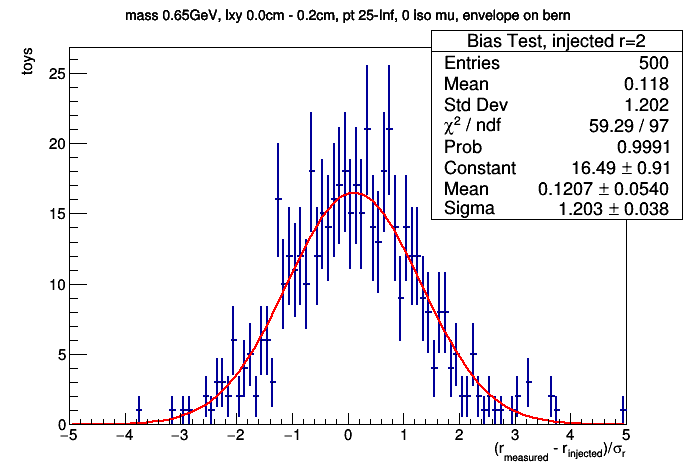 mass 0.65GeV, lxy 0.0cm - 0.2cm, pt 25-Inf, 0 Iso mu, envelope on bern
Bias Test, injected r=2
Entries 500
Mean 0.118
Std Dev 1.202
χ² / ndf 59.29 / 97
Prob 0.9991
Constant 16.49 ± 0.91
Mean 0.1207 ± 0.0540
Sigma 1.203 ± 0.038
toys
25
20
15
10
5
0
−5 −4 −3 −2 −1 0 1 2 3 4 5
(r_measured - r_injected)/σ_r